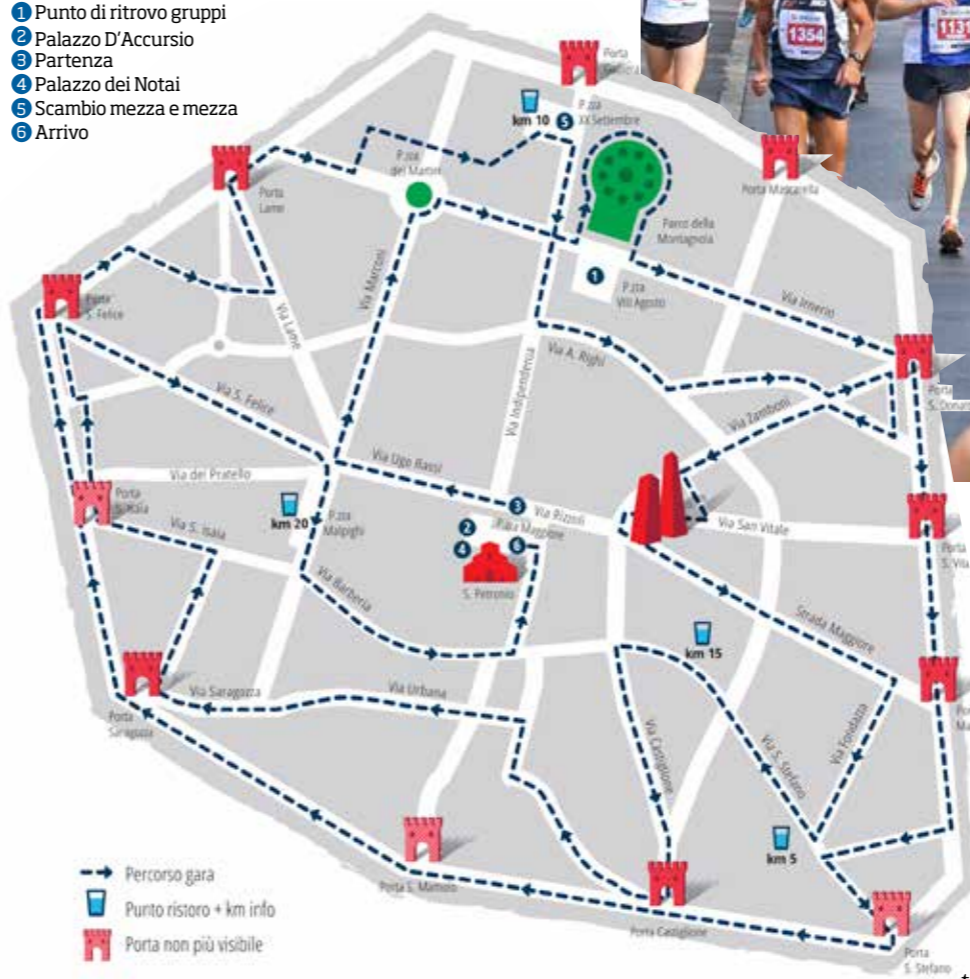 1 Punto di ritrovo gruppi
2 Palazzo D'Accursio
3 Partenza
4 Palazzo dei Notai
5 Scambio mezza e mezza
6 Arrivo
1354
Porta
P.zza
XX Settembre
km 10
5
Porta Mascarella
Porta
Lame
P.zza
dei Martiri
Parco della
Montagnola
1
P.zza
VIII Agosto
Via Irnerio
Porta
S. Felice
Via Marconi
Via Lame
Via A. Righi
Via Indipendenza
Porta
S. Donato
Via S. Felice
Via Zamboni
Via Ugo Bassi
3
Via Rizzoli
Via San Vitale
Via del Pratello
Porta
S. Isaia
km 20
P.zza
Malpighi
2
P.zza Maggiore
4
6
S. Petronio
Porta
S. Vita
Via S. Isaia
Via Barberia
Strada Maggiore
km 15
Porta
Saragozza
Via Saragozza
Via Urbana
Via Castiglione
Via S. Stefano
Via Fondazza
km 5
Porta S. Mamolo
Porta Castiglione
Porta
S. Stefano
Percorso gara
Punto ristoro + km info
Porta non più visibile